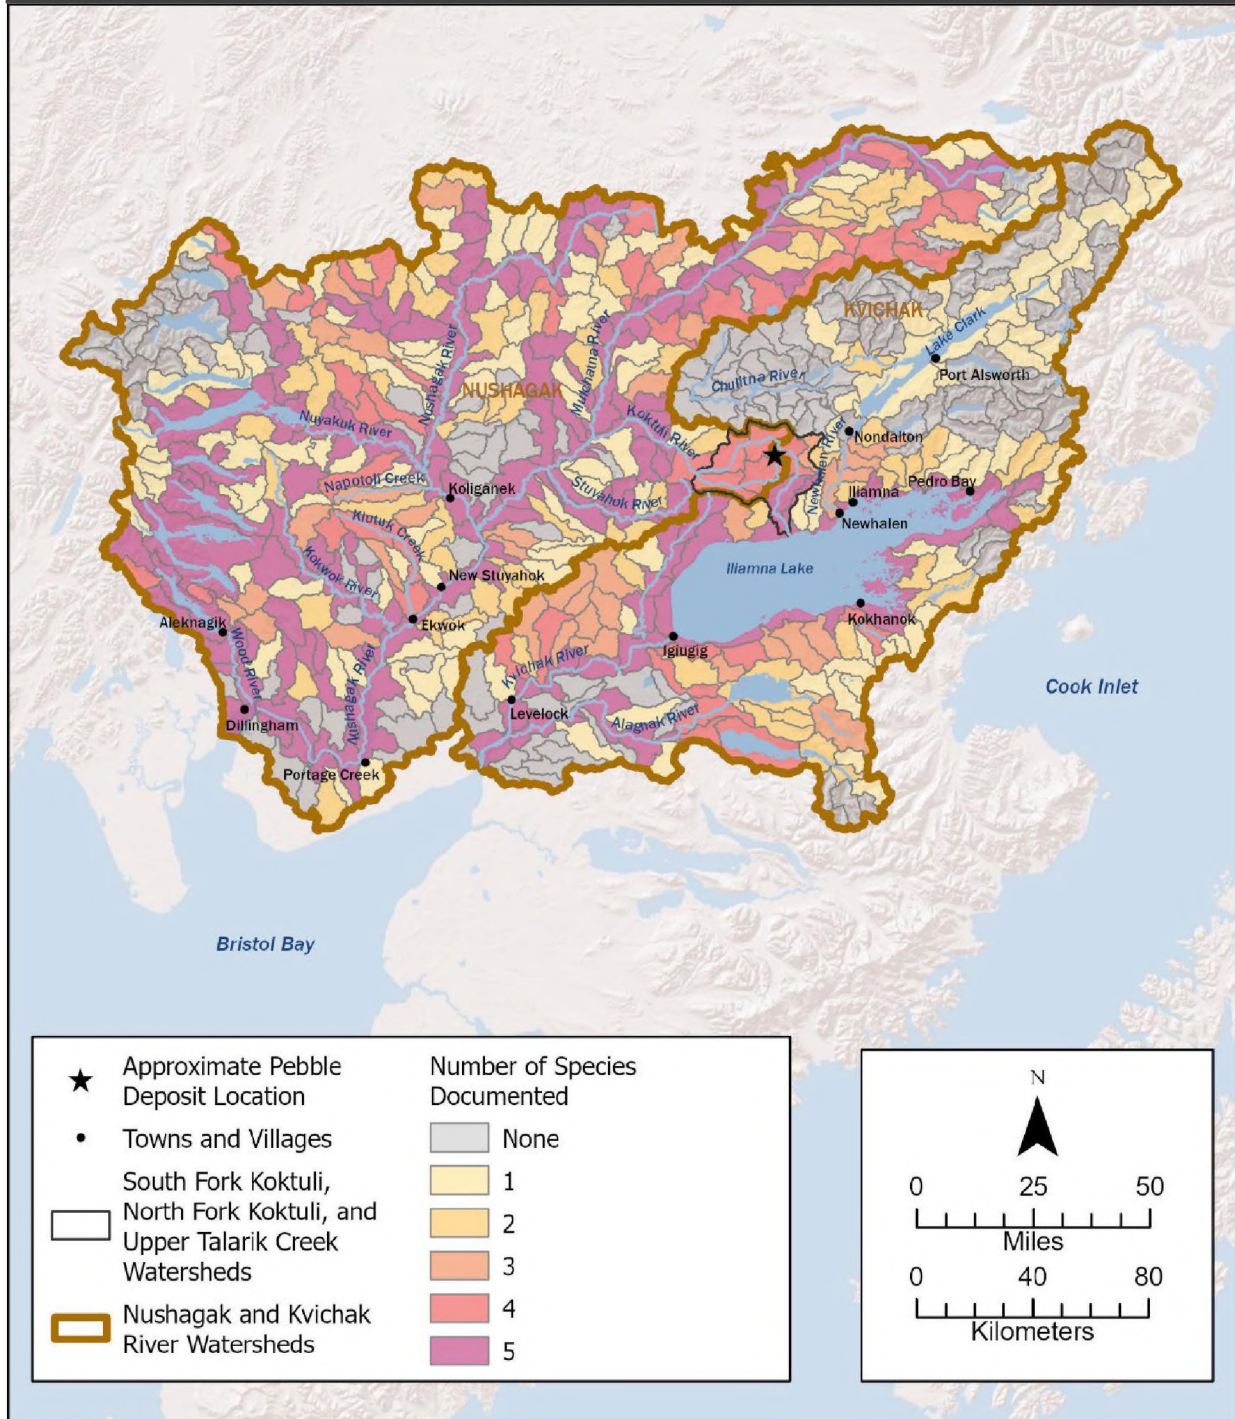 KVICHAK
Lake Clark
Port Alsworth
Chulitna River
Nushagak River
NUSHAGAK
Mulchatna River
Nuyakuk River
Koktuli River
Newhalen River
Nondalton
Napotoli Creek
Koliganek
Stuyahok River
Iliamna
Pedro Bay
Newhalen
Klutuk Creek
Kokwok River
New Stuyahok
Iliamna Lake
Ekwok
Kokhanok
Aleknagik
Wood River
Igiugig
Kvichak River
Nushagak River
Levelock
Alagnak River
Dillingham
Cook Inlet
Portage Creek
Bristol Bay
Approximate Pebble
Deposit Location
Towns and Villages
South Fork Koktuli,
North Fork Koktuli, and
Upper Talarik Creek
Watersheds
Nushagak and Kvichak
River Watersheds
Number of Species
Documented
None
1
2
3
4
5
N
0 25 50
Miles
0 40 80
Kilometers